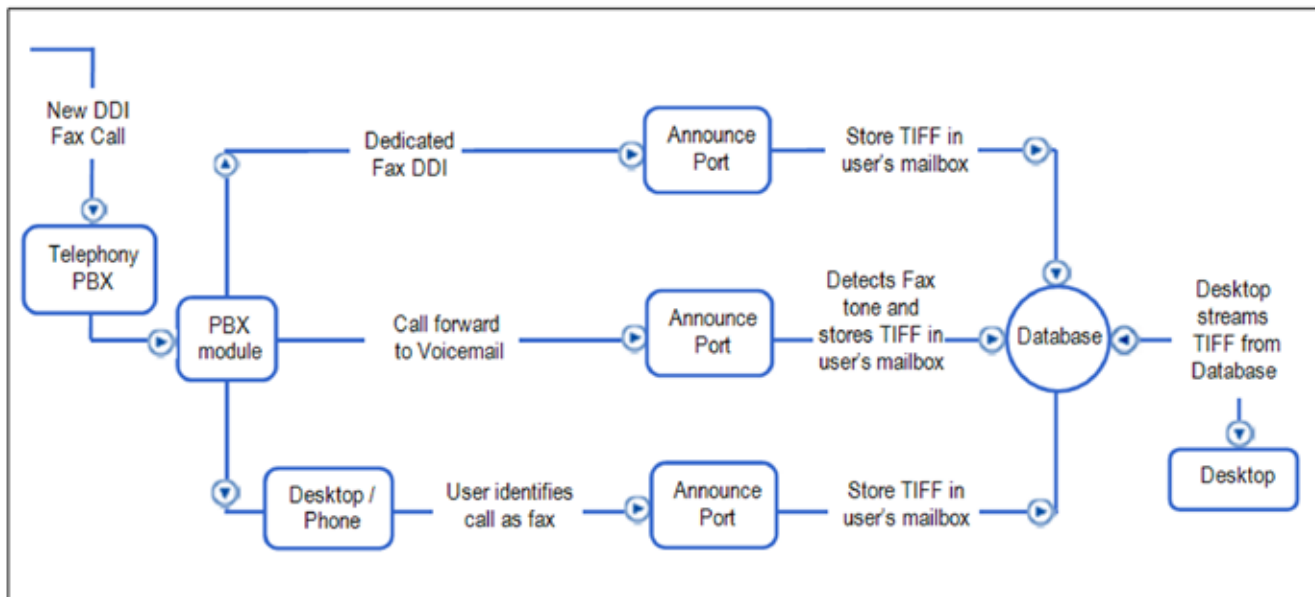 New DDI
Fax Call
Telephony
PBX
PBX
module
Dedicated
Fax DDI
Announce
Port
Store TIFF in
user's mailbox
Call forward
to Voicemail
Announce
Port
Detects Fax
tone and
stores TIFF in
user's mailbox
Desktop /
Phone
User identifies
call as fax
Announce
Port
Store TIFF in
user's mailbox
Database
Desktop
streams
TIFF from
Database
Desktop